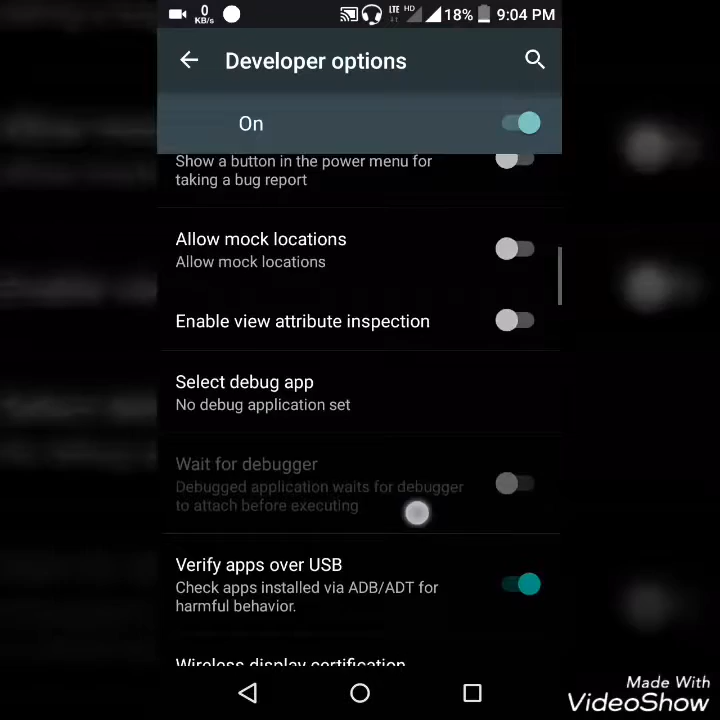 0
KB/s
LTE HD 18% 9:04 PM
Developer options
On
Show a button in the power menu for
taking a bug report
Allow mock locations
Allow mock locations
Enable view attribute inspection
Select debug app
No debug application set
Wait for debugger
Debugged application waits for debugger
to attach before executing
Verify apps over USB
Check apps installed via ADB/ADT for
harmful behavior.
Wireless display certification
Made With
VideoShow